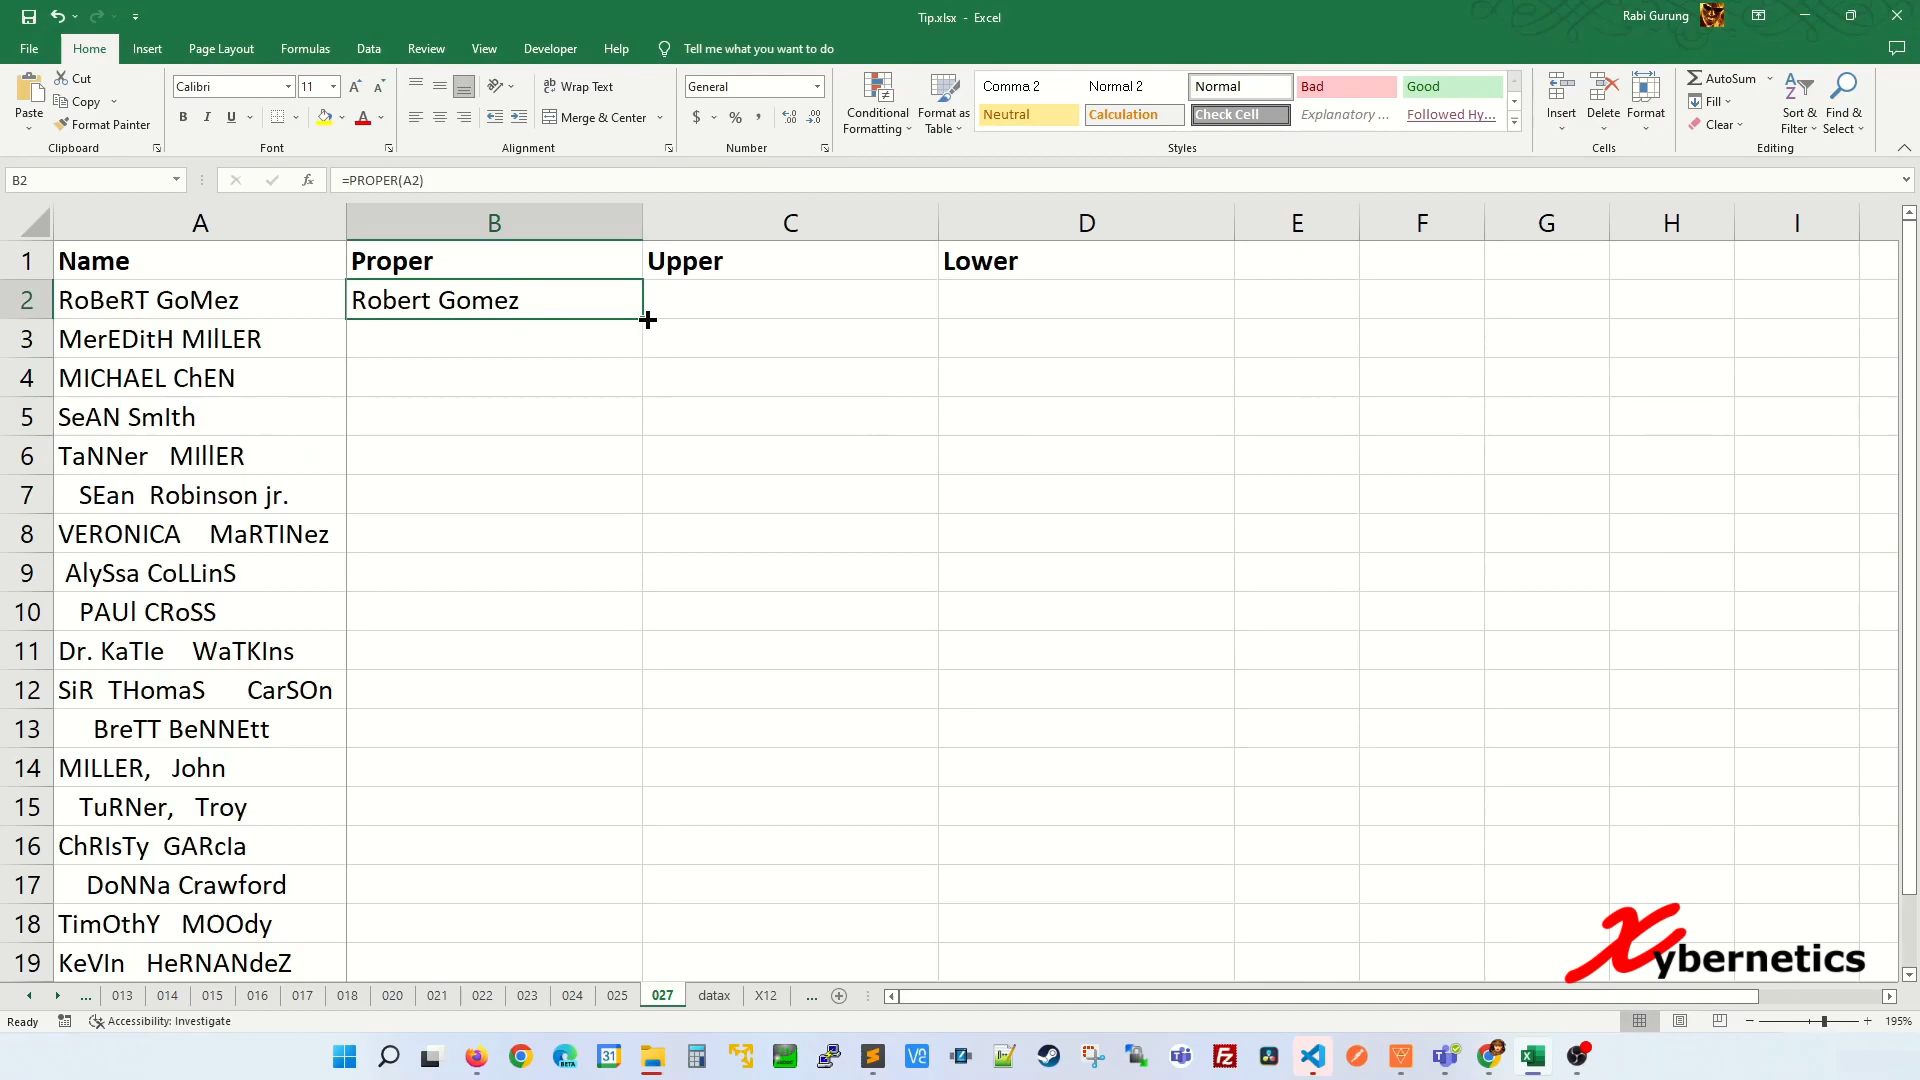 Tip.xlsx - Excel
Rabi Gurung
File Home Insert Page Layout Formulas Data Review View Developer Help Tell me what you want to do
Paste
Cut
Copy
Format Painter
Clipboard
Calibri 11
B I U
Font
Wrap Text
Merge & Center
Alignment
General
$ % ,
Number
Conditional Formatting
Format as Table
Comma 2 Normal 2 Normal Bad Good
Neutral Calculation Check Cell Explanatory ... Followed Hy...
Styles
Insert Delete Format
Cells
AutoSum
Fill
Clear
Sort & Filter
Find & Select
Editing
B2 fx =PROPER(A2)
A B C D E F G H I
1 Name Proper Upper Lower
2 RoBeRT GoMez Robert Gomez
3 MerEDitH MIlLER
4 MICHAEL ChEN
5 SeAN SmIth
6 TaNNer   MIllER
7    SEan  Robinson jr.
8 VERONICA    MaRTINez
9  AlySsa CoLLinS
10    PAUl CRoSS
11 Dr. KaTIe    WaTKIns
12 SiR  THomaS      CarSOn
13      BreTT BeNNEtt
14 MILLER,   John
15    TuRNer,   Troy
16 ChRIsTy  GARcIa
17     DoNNa Crawford
18 TimOthY   MOOdy
19 KeVIn   HeRNANdeZ
Xybernetics
... 013 014 015 016 017 018 020 021 022 023 024 025 027 datax X12 ...
Ready Accessibility: Investigate 195%